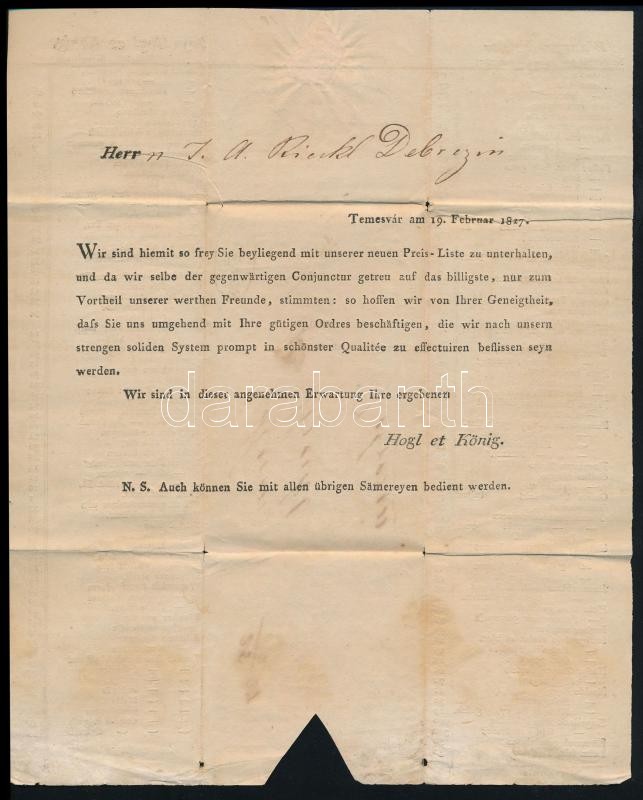 Herrn J. A. Rickl Debrezin
Temesvár am 19. Februar 1827.
Wir sind hiemit so frey Sie beyliegend mit unserer neuen Preis-Liste zu unterhalten,
und da wir selbe der gegenwärtigen Conjunctur getreu auf das billigste, nur zum
Vortheil unserer werthen Freunde, stimmten: so hoffen wir von Ihrer Geneigtheit,
daſs Sie uns umgehend mit Ihre gütigen Ordres beschäftigen, die wir nach unsern
strengen soliden System prompt in schönster Qualitée zu effectuiren beflissen seyn
werden.
Wir sind in dieser angenehmen Erwartung Ihre ergebenen
darabanth
Hogl et König.
N. S. Auch können Sie mit allen übrigen Sämereyen bedient werden.